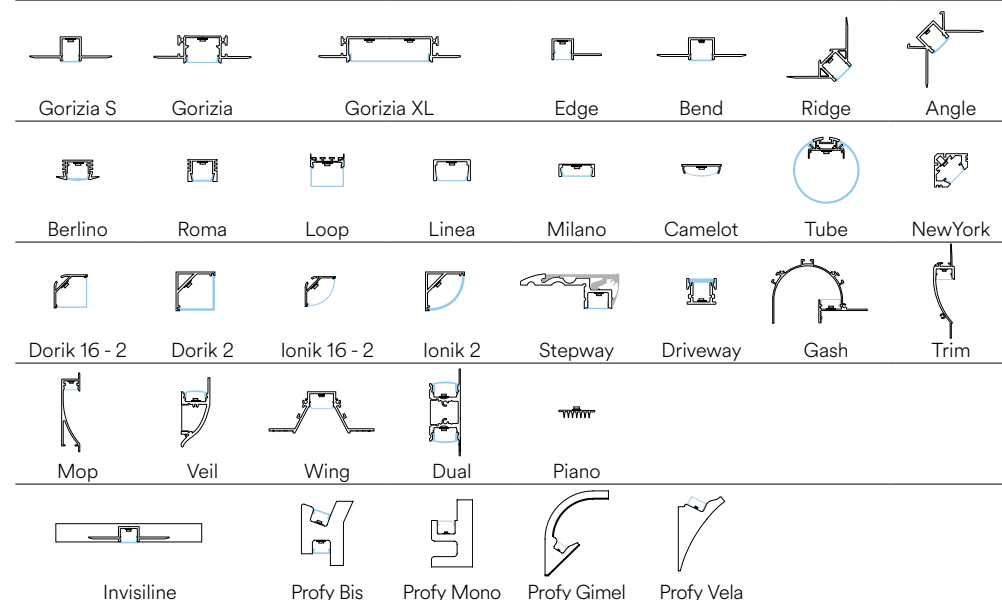 Gorizia S Gorizia Gorizia XL Edge Bend Ridge Angle
Berlino Roma Loop Linea Milano Camelot Tube NewYork
Dorik 16 - 2 Dorik 2 Ionik 16 - 2 Ionik 2 Stepway Driveway Gash Trim
Mop Veil Wing Dual Piano
Invisiline Profy Bis Profy Mono Profy Gimel Profy Vela